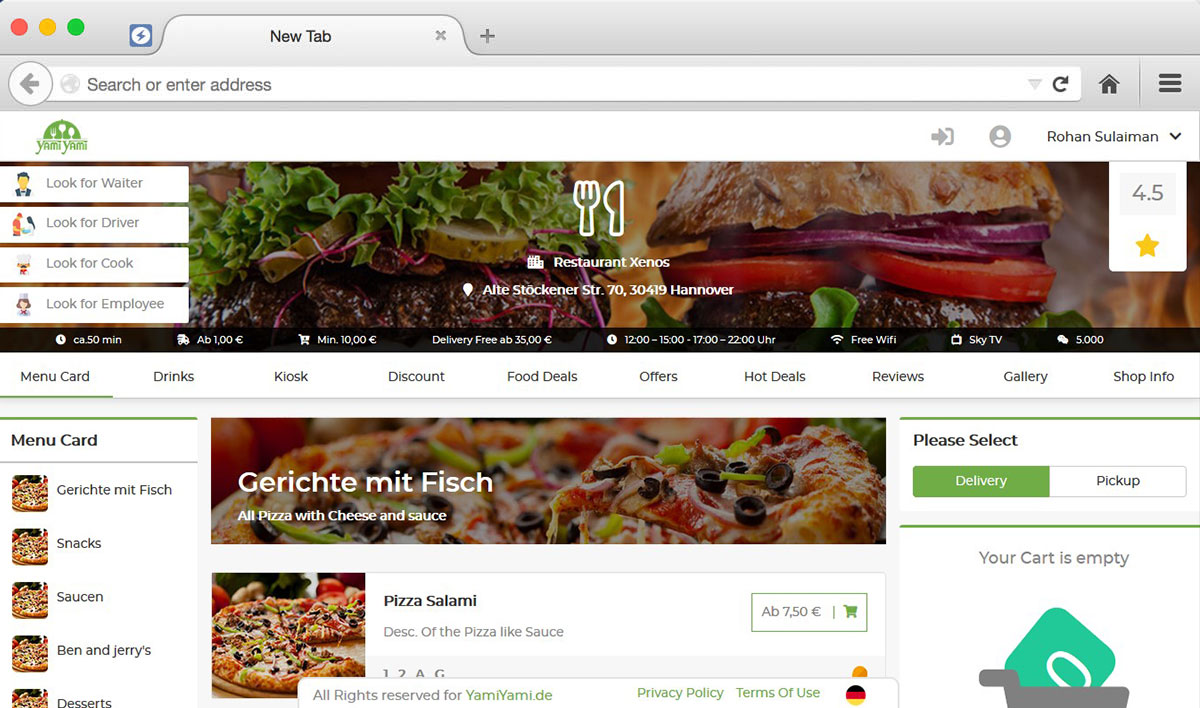 New Tab
Search or enter address
YamiYami
Rohan Sulaiman
Look for Waiter
Look for Driver
Look for Cook
Look for Employee
Restaurant Xenos
Alte Stöckener Str. 70, 30419 Hannover
4.5
ca.50 min
Ab 1,00 €
Min. 10,00 €
Delivery Free ab 35,00 €
12:00 – 15:00 - 17:00 – 22:00 Uhr
Free Wifi
Sky TV
5.000
Menu Card
Drinks
Kiosk
Discount
Food Deals
Offers
Hot Deals
Reviews
Gallery
Shop Info
Menu Card
Gerichte mit Fisch
Snacks
Saucen
Ben and jerry's
Desserts
Gerichte mit Fisch
All Pizza with Cheese and sauce
Pizza Salami
Desc. Of the Pizza like Sauce
Ab 7,50 € |
1, 2, A, G
Please Select
Delivery
Pickup
Your Cart is empty
All Rights reserved for YamiYami.de
Privacy Policy
Terms Of Use